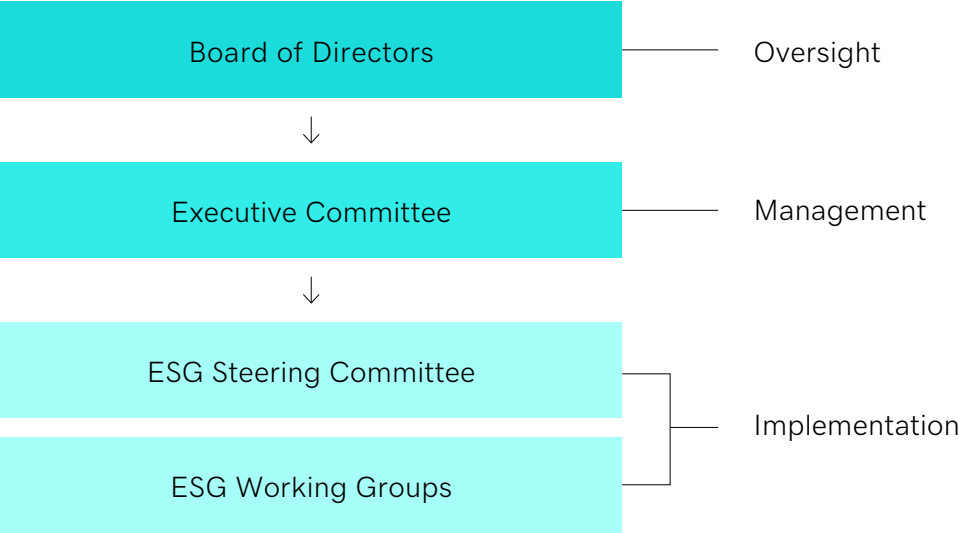 Board of Directors
Oversight
Executive Committee
Management
ESG Steering Committee
Implementation
ESG Working Groups